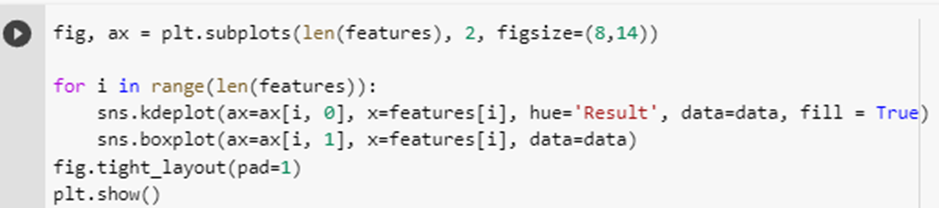 fig, ax = plt.subplots(len(features), 2, figsize=(8,14))
for i in range(len(features)):
    sns.kdeplot(ax=ax[i, 0], x=features[i], hue='Result', data=data, fill = True)
    sns.boxplot(ax=ax[i, 1], x=features[i], data=data)
fig.tight_layout(pad=1)
plt.show()